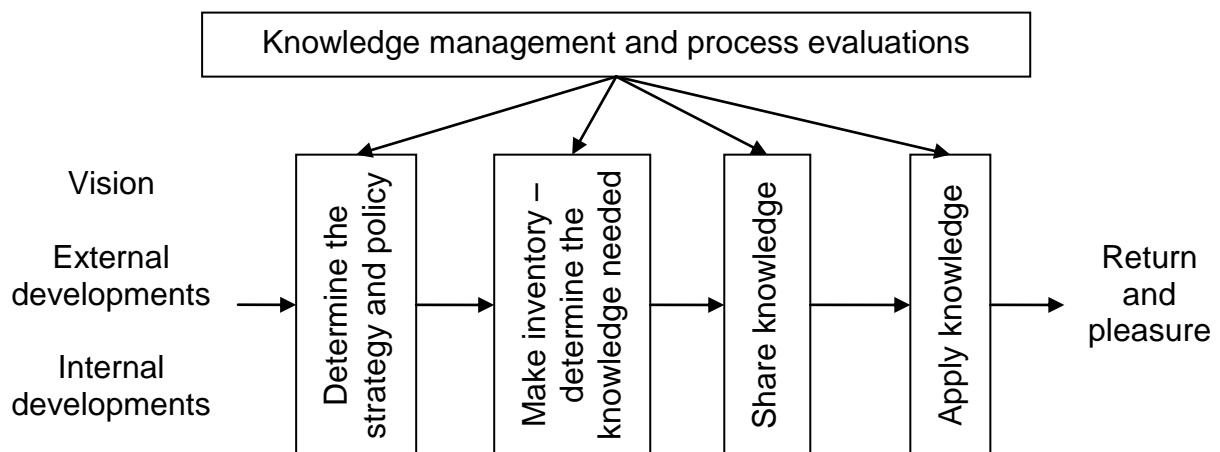 Knowledge management and process evaluations
Vision
External
developments
Internal
developments
Determine the
strategy and policy
Make inventory –
determine the
knowledge needed
Share knowledge
Apply knowledge
Return
and
pleasure